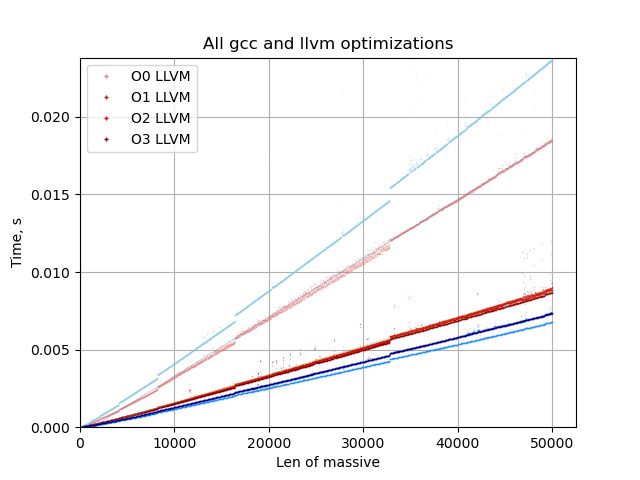 All gcc and llvm optimizations
O0 LLVM
O1 LLVM
O2 LLVM
O3 LLVM
Time, s
0.020
0.015
0.010
0.005
0.000
0 10000 20000 30000 40000 50000
Len of massive